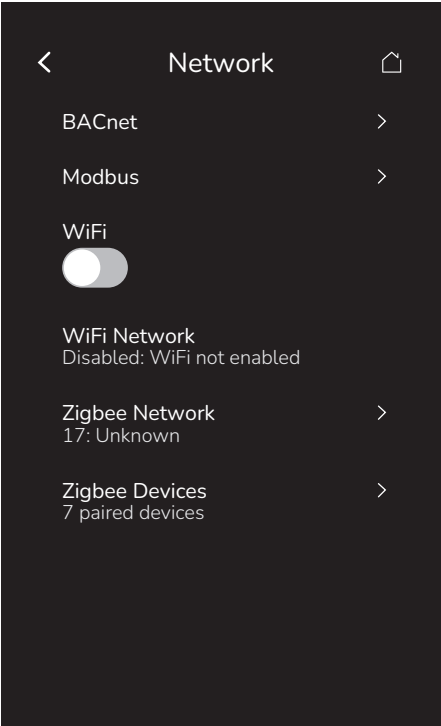 Network
BACnet
Modbus
WiFi
WiFi Network
Disabled: WiFi not enabled
Zigbee Network
17: Unknown
Zigbee Devices
7 paired devices